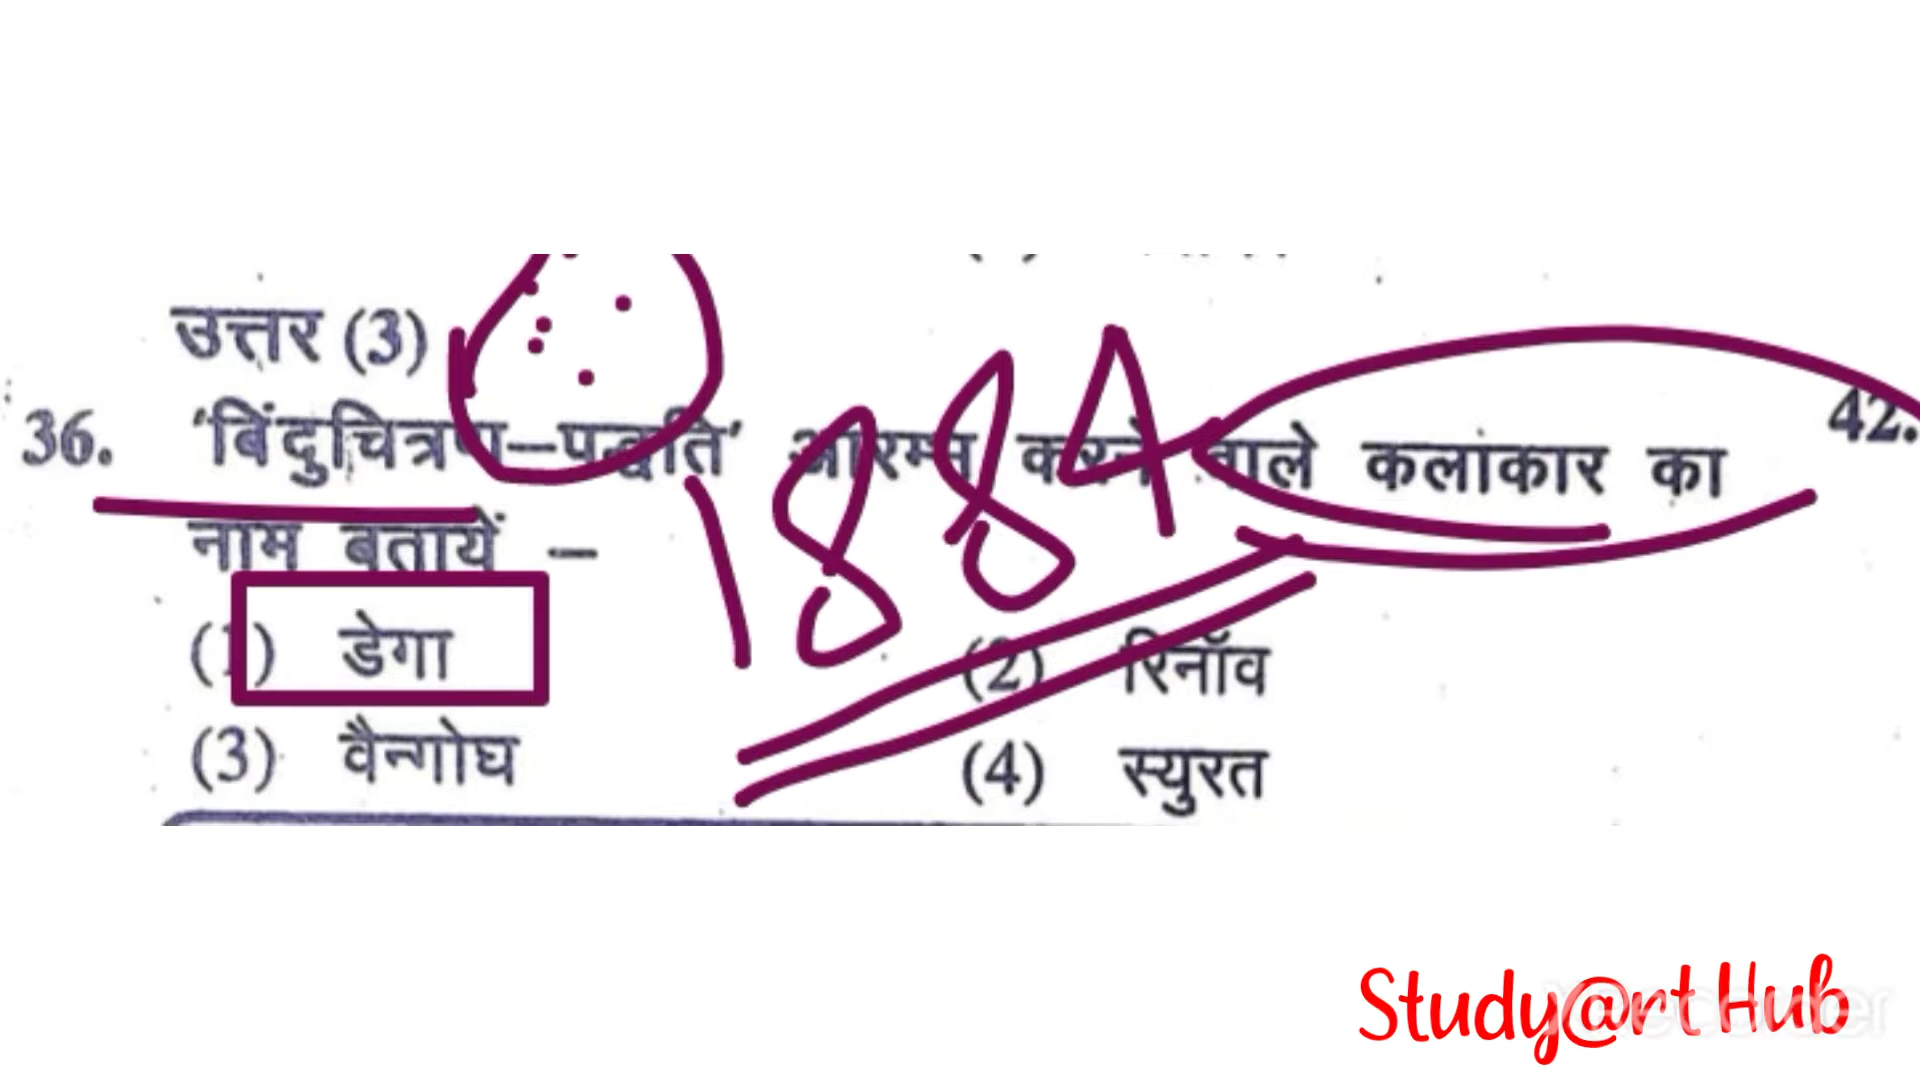 उत्तर (3)
36. 'बिंदुचित्रण–पद्धति' आरम्भ करने वाले कलाकार का
42.
1884
नाम बतायें –
(1) डेगा
(2) रिनॉव
(3) वैन्गोघ
(4) स्युरत
Study@rt Hub
XRecorder